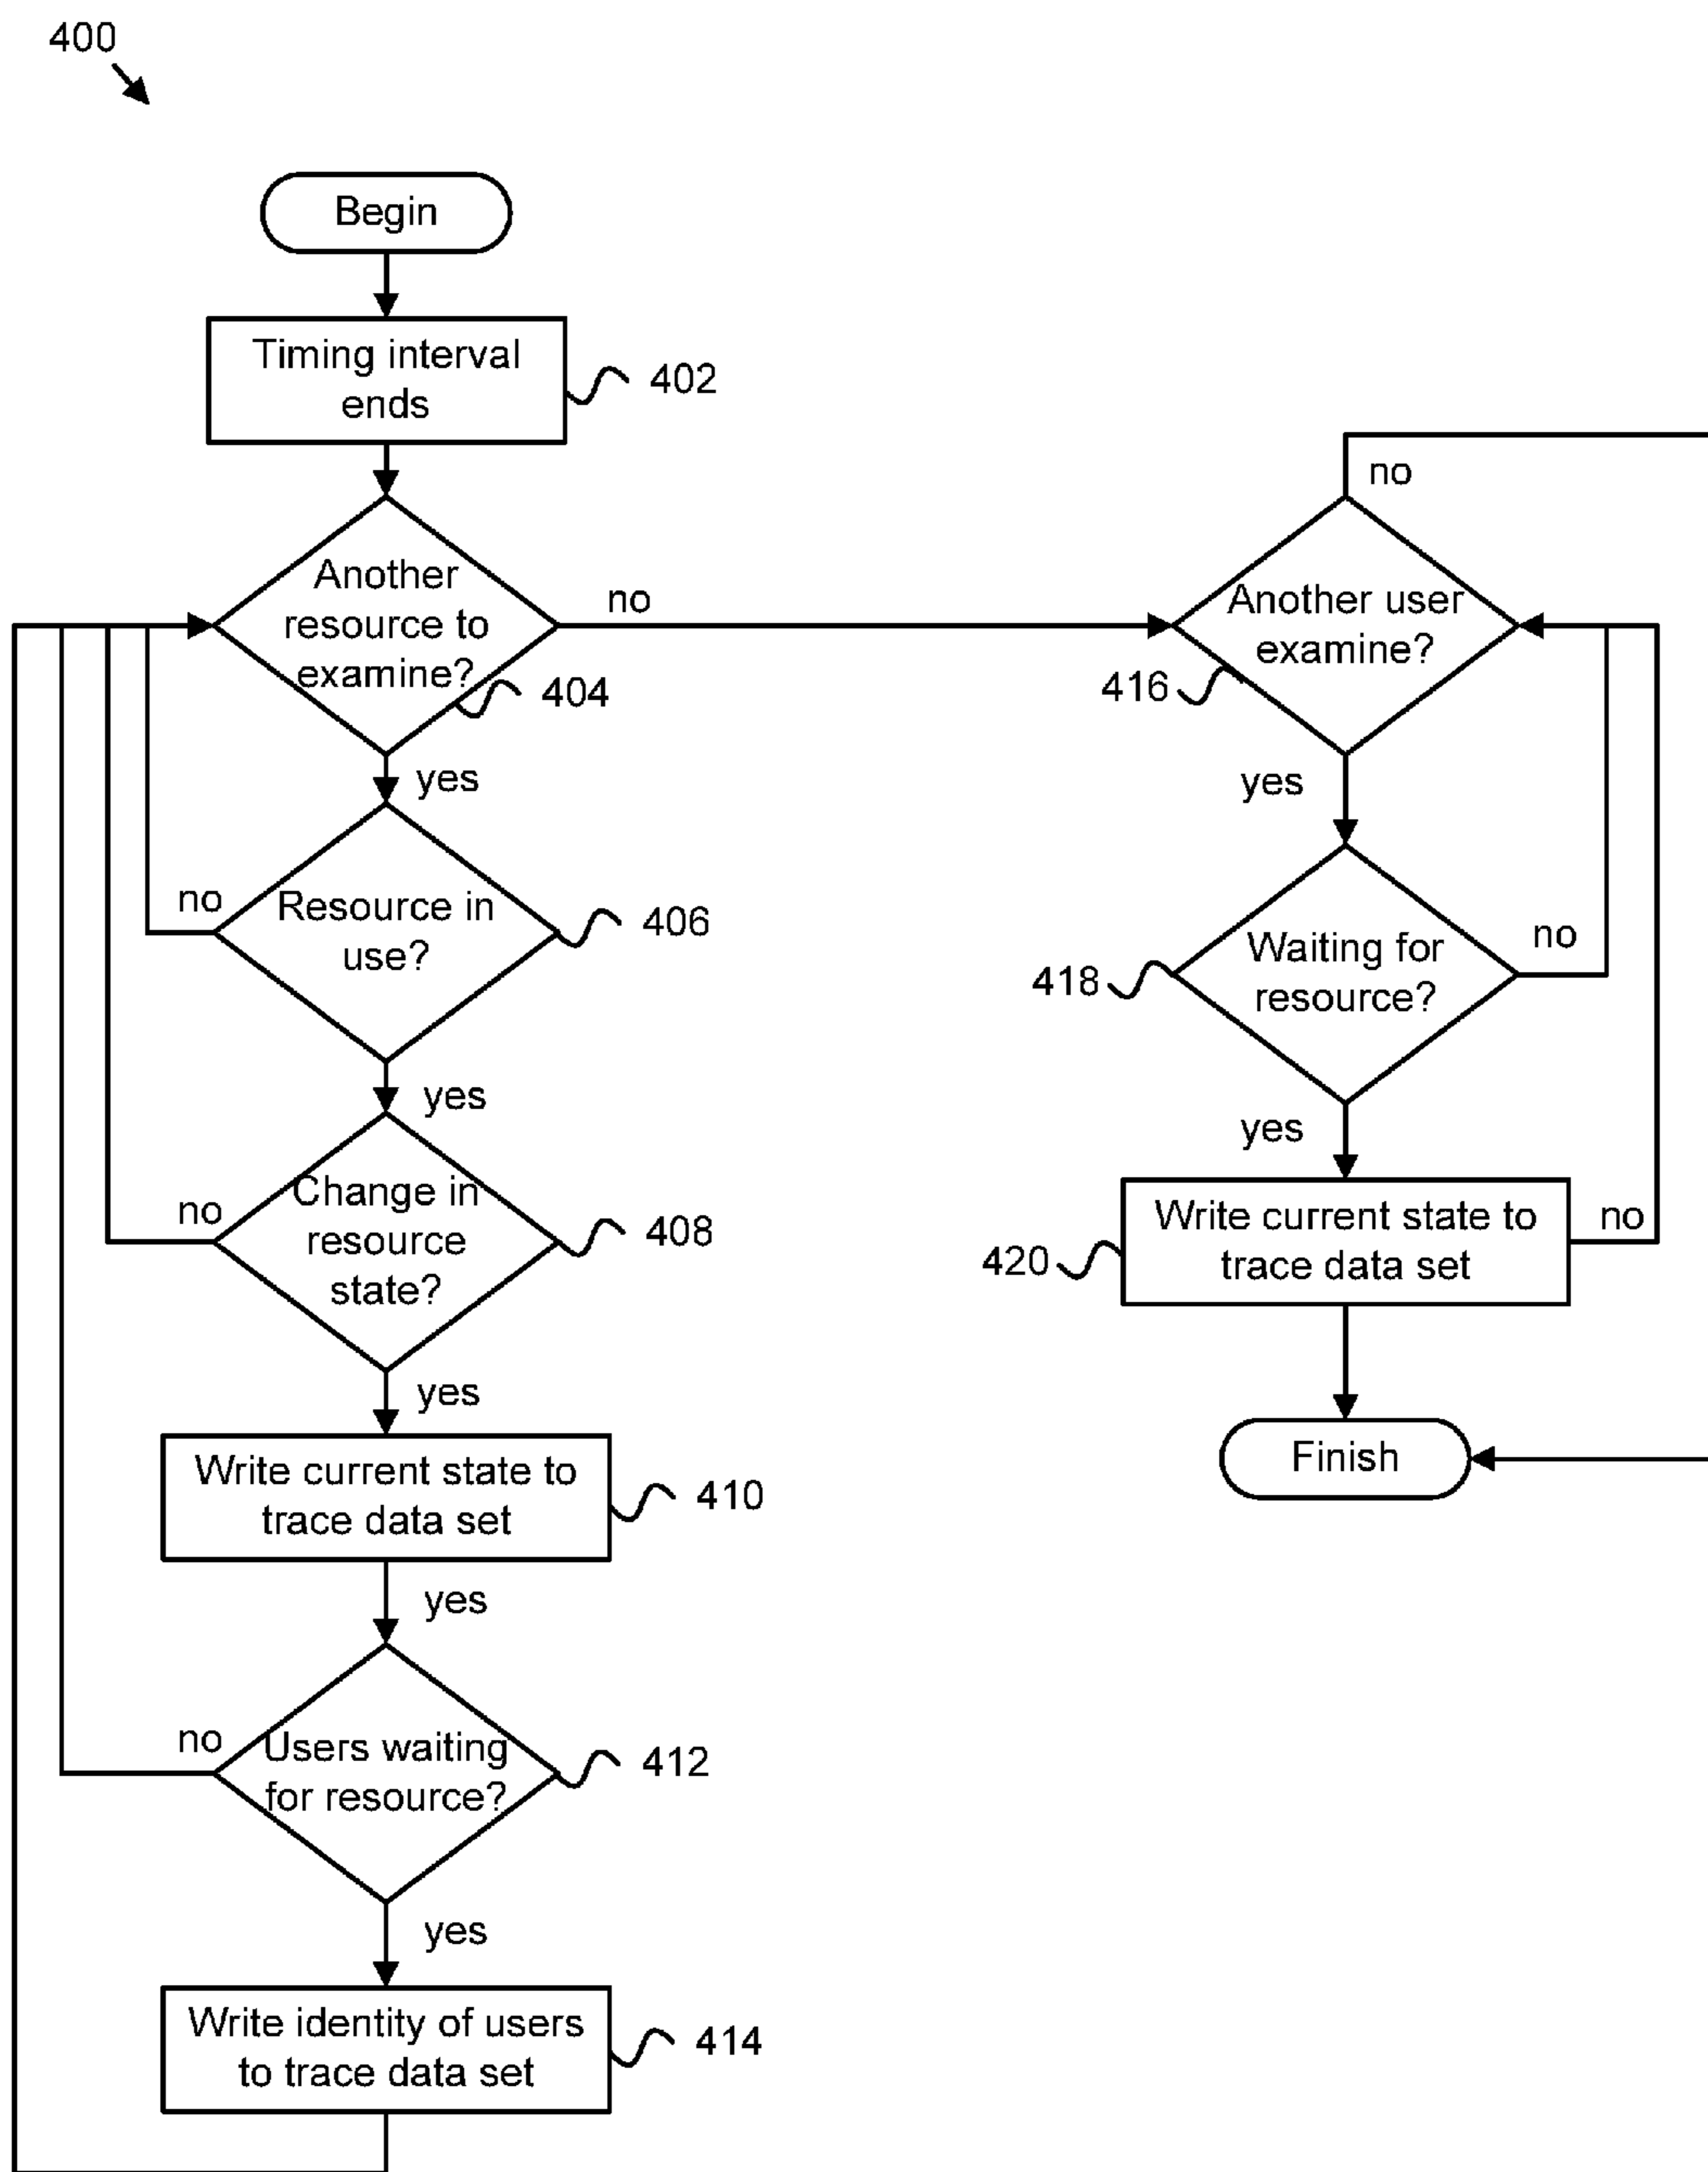 400
Begin
Timing interval
ends
402
Another
resource to
examine?
404
no
yes
Resource in
use?
406
no
yes
Change in
resource
state?
408
no
yes
Write current state to
trace data set
410
yes
Users waiting
for resource?
412
no
yes
Write identity of users
to trace data set
414
no
Another user
examine?
416
yes
Waiting for
resource?
418
no
yes
Write current state to
trace data set
420
no
Finish